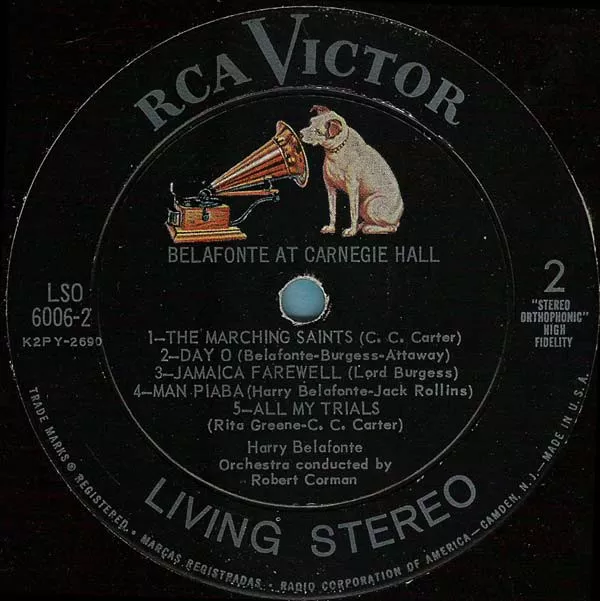 RCA VICTOR
BELAFONTE AT CARNEGIE HALL
LSO
6006-2
K2PY-2690
2
"STEREO
ORTHOPHONIC"
HIGH
FIDELITY
1—THE MARCHING SAINTS (C. C. Carter)
2—DAY O (Belafonte-Burgess-Attaway)
3—JAMAICA FAREWELL (Lord Burgess)
4—MAN PIABA (Harry Belafonte-Jack Rollins)
5—ALL MY TRIALS
(Rita Greene-C. C. Carter)
Harry Belafonte
Orchestra conducted by
Robert Corman
LIVING STEREO
TRADE MARKS ® REGISTERED. • MARCAS REGISTRADAS • RADIO CORPORATION OF AMERICA—CAMDEN, N. J.—MADE IN U.S.A.